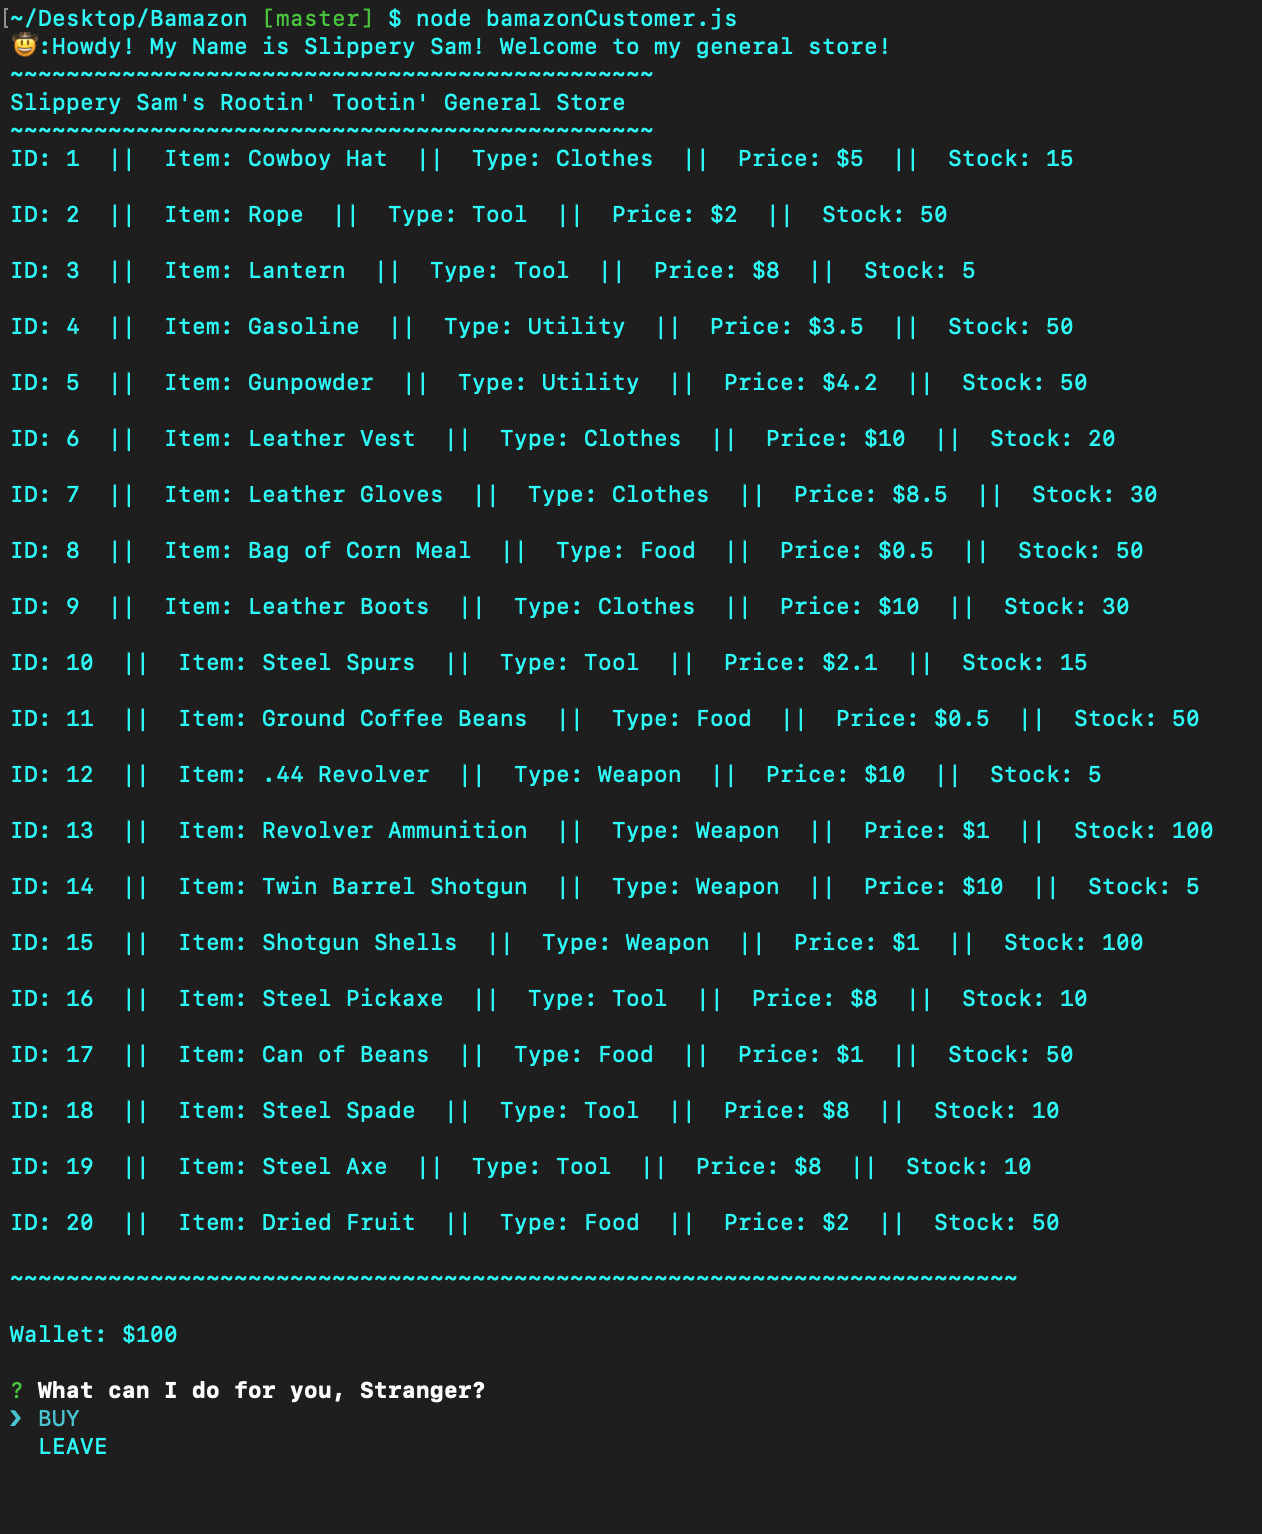 [~/Desktop/Bamazon [master] $ node bamazonCustomer.js
🤠:Howdy! My Name is Slippery Sam! Welcome to my general store!
~~~~~~~~~~~~~~~~~~~~~~~~~~~~~~~~~~~~~~~~~~~~~~
Slippery Sam's Rootin' Tootin' General Store
~~~~~~~~~~~~~~~~~~~~~~~~~~~~~~~~~~~~~~~~~~~~~~
ID: 1  ||  Item: Cowboy Hat  ||  Type: Clothes  ||  Price: $5  ||  Stock: 15
ID: 2  ||  Item: Rope  ||  Type: Tool  ||  Price: $2  ||  Stock: 50
ID: 3  ||  Item: Lantern  ||  Type: Tool  ||  Price: $8  ||  Stock: 5
ID: 4  ||  Item: Gasoline  ||  Type: Utility  ||  Price: $3.5  ||  Stock: 50
ID: 5  ||  Item: Gunpowder  ||  Type: Utility  ||  Price: $4.2  ||  Stock: 50
ID: 6  ||  Item: Leather Vest  ||  Type: Clothes  ||  Price: $10  ||  Stock: 20
ID: 7  ||  Item: Leather Gloves  ||  Type: Clothes  ||  Price: $8.5  ||  Stock: 30
ID: 8  ||  Item: Bag of Corn Meal  ||  Type: Food  ||  Price: $0.5  ||  Stock: 50
ID: 9  ||  Item: Leather Boots  ||  Type: Clothes  ||  Price: $10  ||  Stock: 30
ID: 10  ||  Item: Steel Spurs  ||  Type: Tool  ||  Price: $2.1  ||  Stock: 15
ID: 11  ||  Item: Ground Coffee Beans  ||  Type: Food  ||  Price: $0.5  ||  Stock: 50
ID: 12  ||  Item: .44 Revolver  ||  Type: Weapon  ||  Price: $10  ||  Stock: 5
ID: 13  ||  Item: Revolver Ammunition  ||  Type: Weapon  ||  Price: $1  ||  Stock: 100
ID: 14  ||  Item: Twin Barrel Shotgun  ||  Type: Weapon  ||  Price: $10  ||  Stock: 5
ID: 15  ||  Item: Shotgun Shells  ||  Type: Weapon  ||  Price: $1  ||  Stock: 100
ID: 16  ||  Item: Steel Pickaxe  ||  Type: Tool  ||  Price: $8  ||  Stock: 10
ID: 17  ||  Item: Can of Beans  ||  Type: Food  ||  Price: $1  ||  Stock: 50
ID: 18  ||  Item: Steel Spade  ||  Type: Tool  ||  Price: $8  ||  Stock: 10
ID: 19  ||  Item: Steel Axe  ||  Type: Tool  ||  Price: $8  ||  Stock: 10
ID: 20  ||  Item: Dried Fruit  ||  Type: Food  ||  Price: $2  ||  Stock: 50
~~~~~~~~~~~~~~~~~~~~~~~~~~~~~~~~~~~~~~~~~~~~~~~~~~~~~~~~~~~~~~~~~~~~~~~~
Wallet: $100
? What can I do for you, Stranger?
❯ BUY
  LEAVE